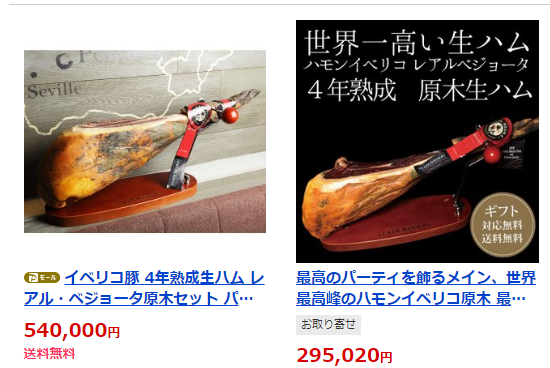 Seville
世界一高い生ハム
ハモンイベリコ レアルベジョータ
4年熟成 原木生ハム
ギフト
対応無料
送料無料
モール イベリコ豚 4年熟成生ハム レ
アル・ベジョータ原木セット パ…
540,000円
送料無料
最高のパーティを飾るメイン、世界
最高峰のハモンイベリコ原木 最…
お取り寄せ
295,020円